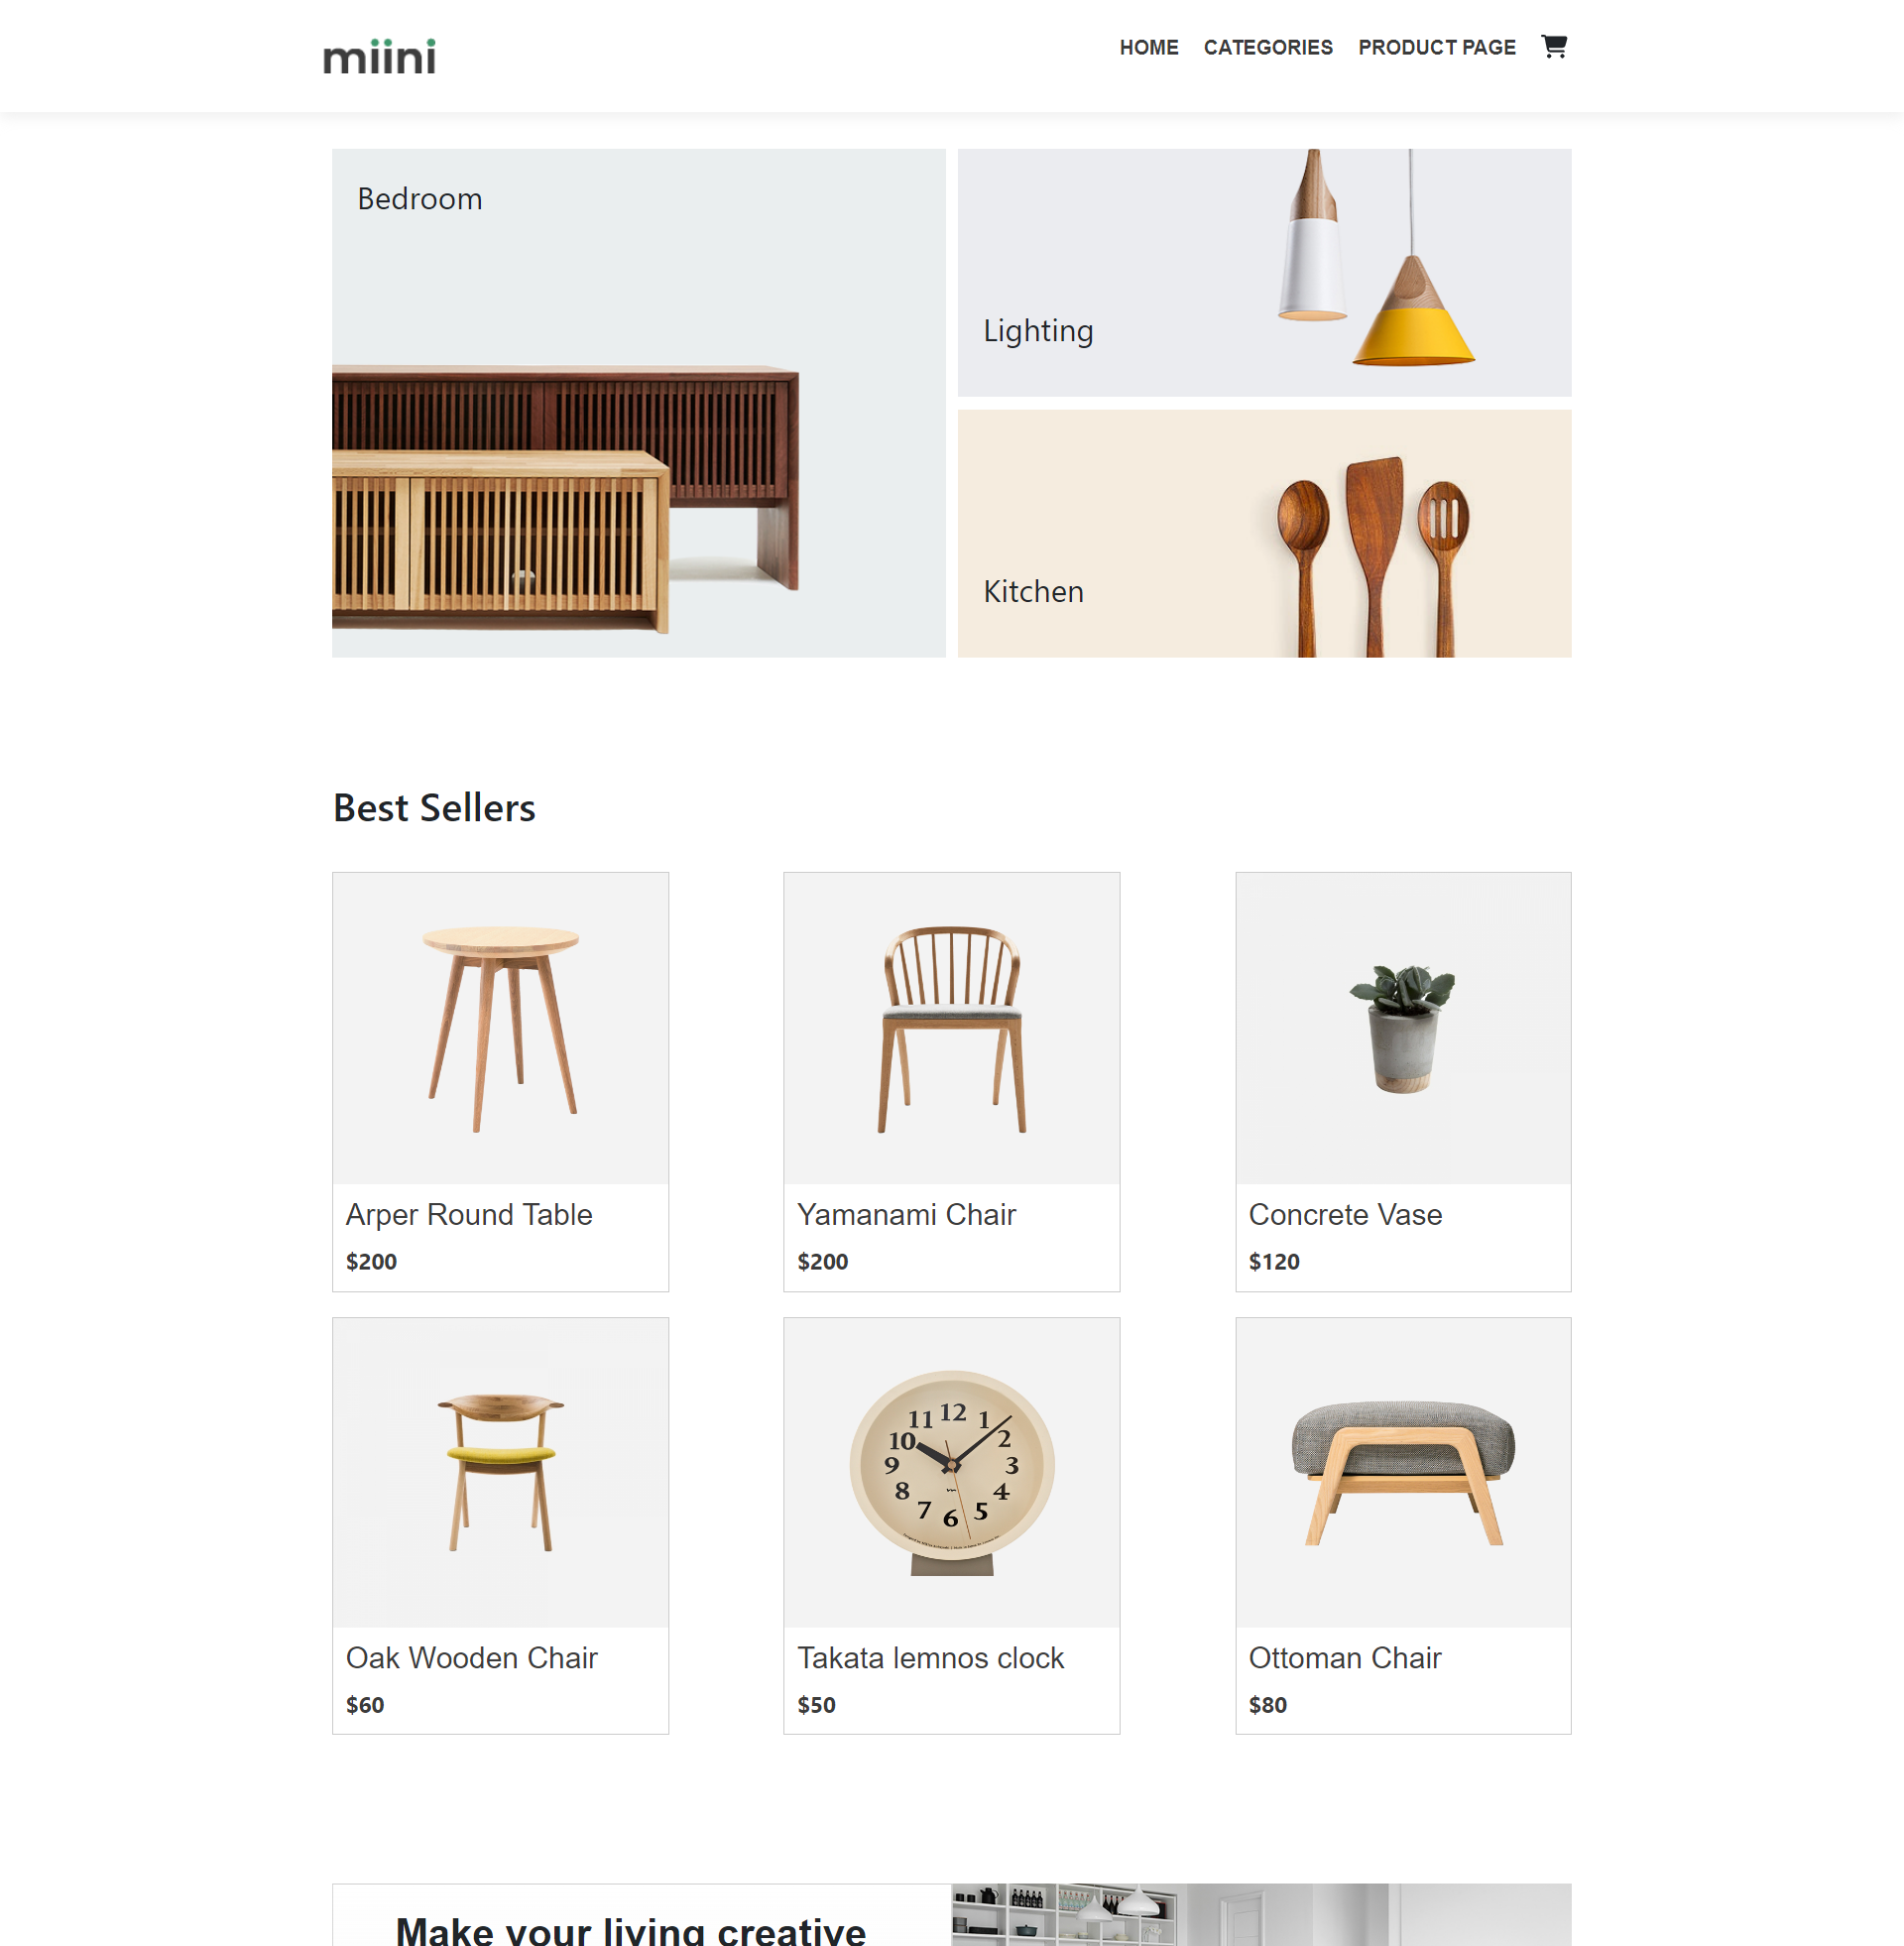 miini
HOME CATEGORIES PRODUCT PAGE
Bedroom
Lighting
Kitchen
Best Sellers
Arper Round Table
$200
Yamanami Chair
$200
Concrete Vase
$120
Oak Wooden Chair
$60
12
1
2
3
4
5
6
7
8
9
10
11
Takata lemnos clock
$50
Ottoman Chair
$80
Make your living creative